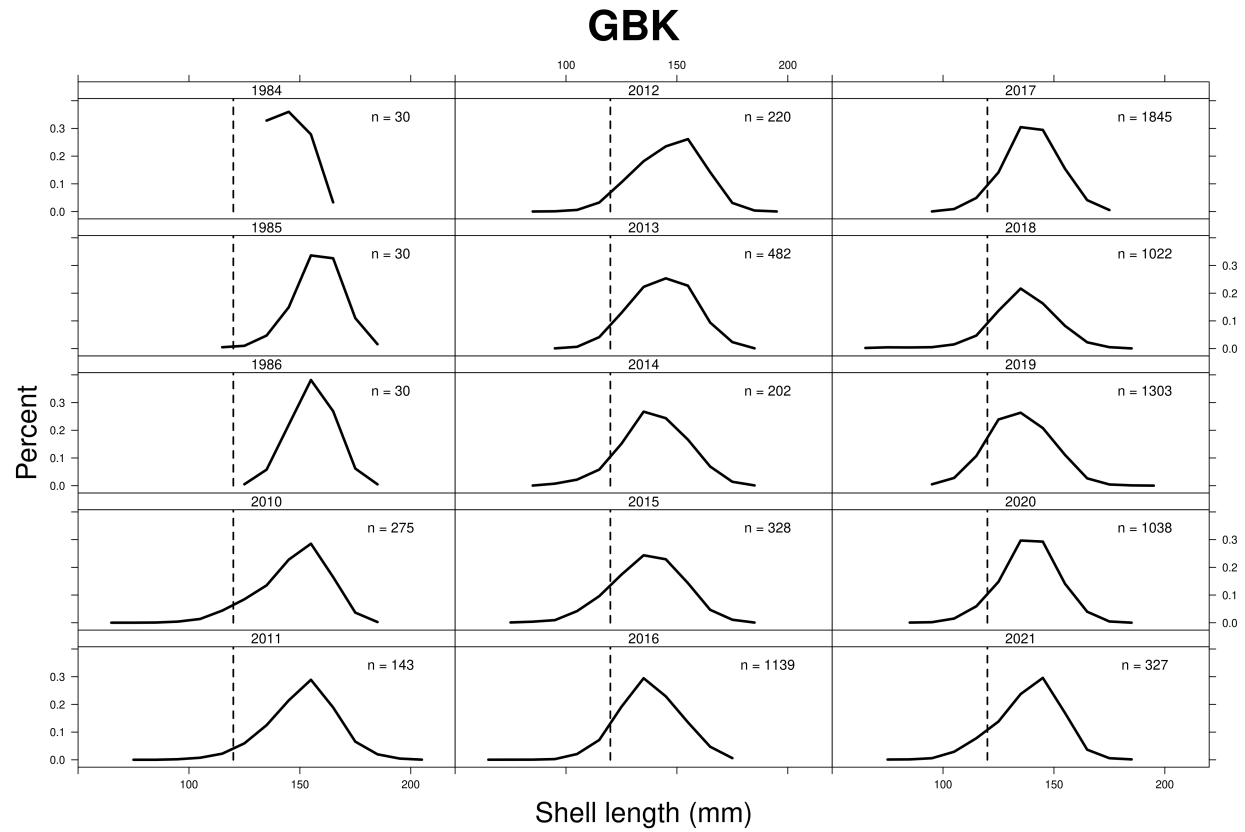 GBK
100 150 200
1984 2012 2017
n = 30 n = 220 n = 1845
0.3
0.2
0.1
0.0
1985 2013 2018
n = 30 n = 482 n = 1022
0.3
0.2
0.1
0.0
1986 2014 2019
n = 30 n = 202 n = 1303
0.3
0.2
0.1
0.0
2010 2015 2020
n = 275 n = 328 n = 1038
0.3
0.2
0.1
0.0
2011 2016 2021
n = 143 n = 1139 n = 327
0.3
0.2
0.1
0.0
100 150 200 100 150 200
Percent
Shell length (mm)